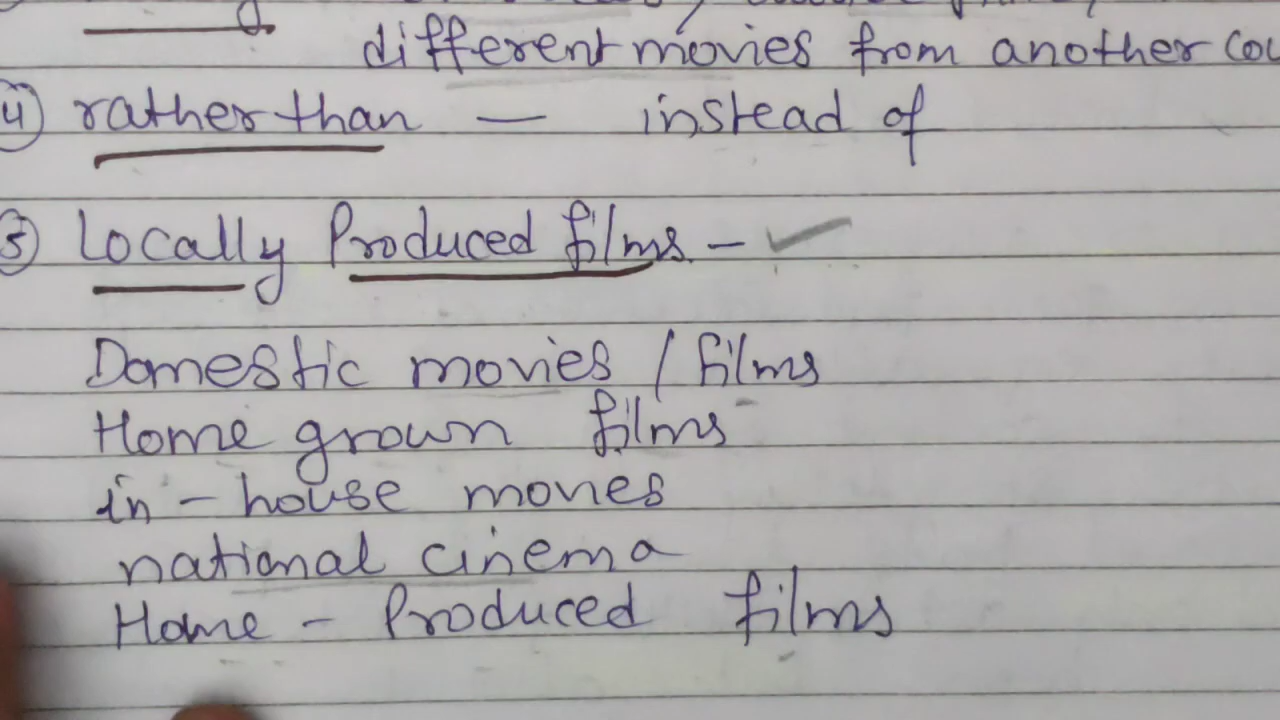 different movies from another
④ rather than — instead of
⑤ Locally Produced films - ✓
Domestic movies / films
Home grown films
in - house movies
national cinema
Home - Produced films